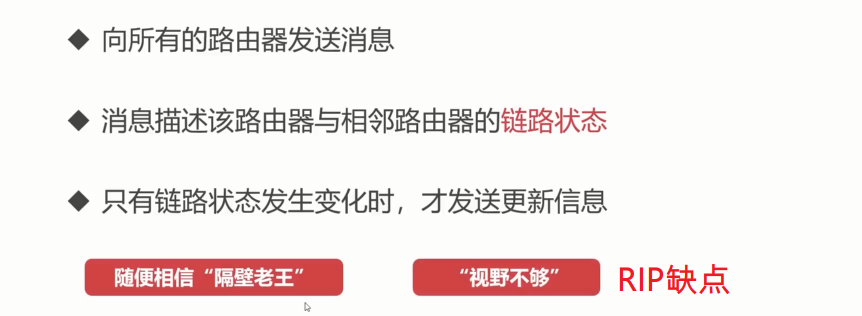 ◆ 向所有的路由器发送消息
◆ 消息描述该路由器与相邻路由器的链路状态
◆ 只有链路状态发生变化时，才发送更新信息
随便相信“隔壁老王” “视野不够” RIP缺点